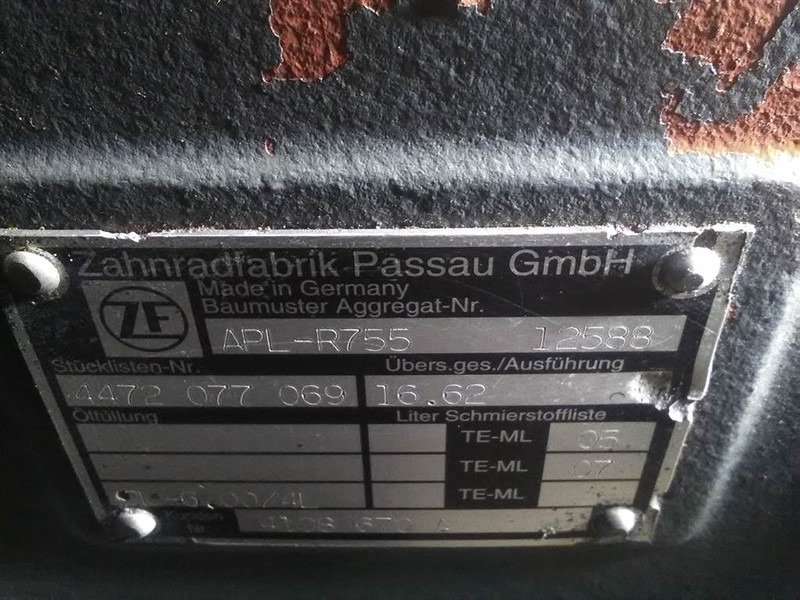 Zahnradfabrik Passau GmbH
ZF
Made in Germany
Baumuster Aggregat-Nr.
APL-R755 12588
Stücklisten-Nr. Übers.ges./Ausführung
4472 077 069 16.62
Ölfüllung Liter Schmierstoffliste
TE-ML 05
TE-ML 07
TE-ML
Nr.